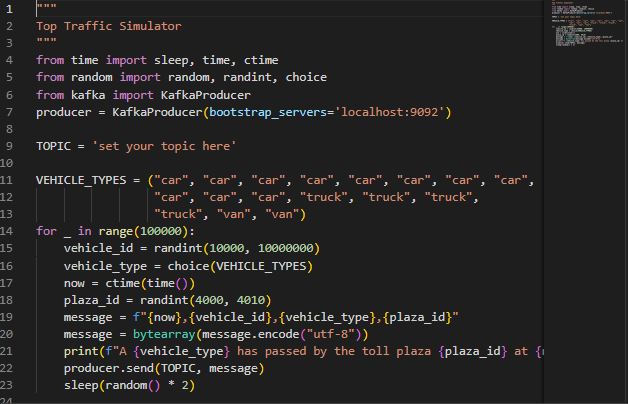 1 """
2 Top Traffic Simulator
3 """
4 from time import sleep, time, ctime
5 from random import random, randint, choice
6 from kafka import KafkaProducer
7 producer = KafkaProducer(bootstrap_servers='localhost:9092')
8
9 TOPIC = 'set your topic here'
10
11 VEHICLE_TYPES = ("car", "car", "car", "car", "car", "car", "car", "car",
12 "car", "car", "car", "truck", "truck", "truck",
13 "truck", "van", "van")
14 for _ in range(100000):
15 vehicle_id = randint(10000, 10000000)
16 vehicle_type = choice(VEHICLE_TYPES)
17 now = ctime(time())
18 plaza_id = randint(4000, 4010)
19 message = f"{now},{vehicle_id},{vehicle_type},{plaza_id}"
20 message = bytearray(message.encode("utf-8"))
21 print(f"A {vehicle_type} has passed by the toll plaza {plaza_id} at {
22 producer.send(TOPIC, message)
23 sleep(random() * 2)
24